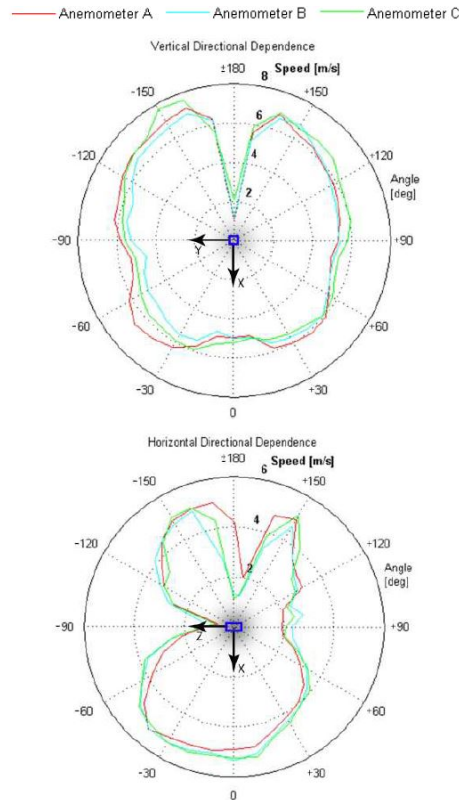 Anemometer A Anemometer B Anemometer C
Vertical Directional Dependence
±180 8 Speed [m/s]
-150 +150
6
-120 4 +120
Angle
[deg]
2
-90 +90
Y
X
-60 +60
-30 +30
0
Horizontal Directional Dependence
±180 6 Speed [m/s]
-150 +150
4
-120 +120
2 Angle
[deg]
-90 +90
Z
X
-60 +60
-30 +30
0